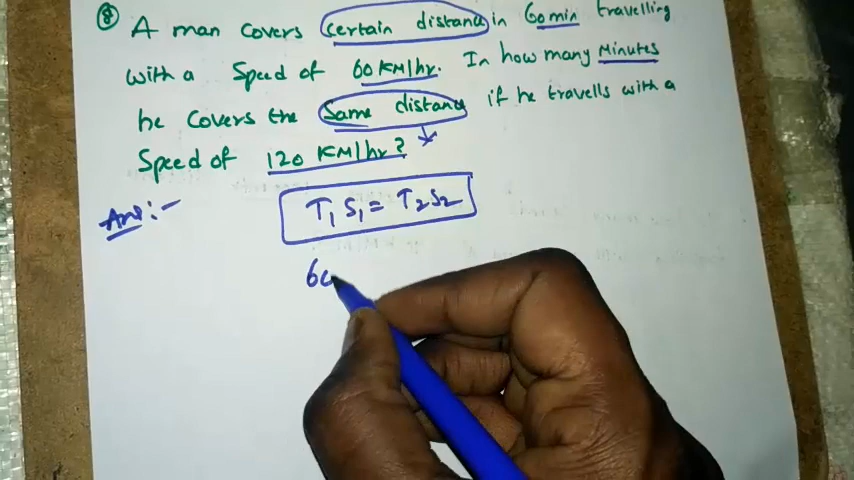 ⑧ A man covers certain distance in 60 min travelling
with a Speed of 60 KM/hr. In how many Minutes
he Covers the Same distance if he travells with a
Speed of 120 KM/hr?
Ans:-
T₁ S₁ = T₂ S₂
60